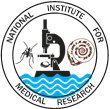 NATIONAL INSTITUTE FOR
MEDICAL RESEARCH